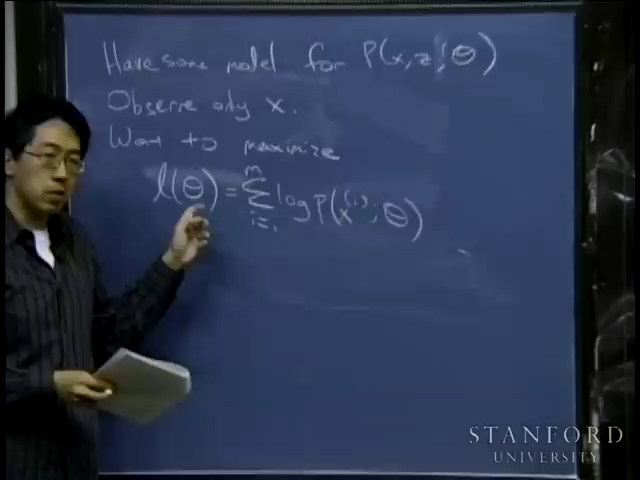 Have some model for P(x, z; θ)
Observe only x.
Want to maximize
l(θ) = Σ_{i=1}^{m} log P(x^{(i)}; θ)
STANFORD
UNIVERSITY